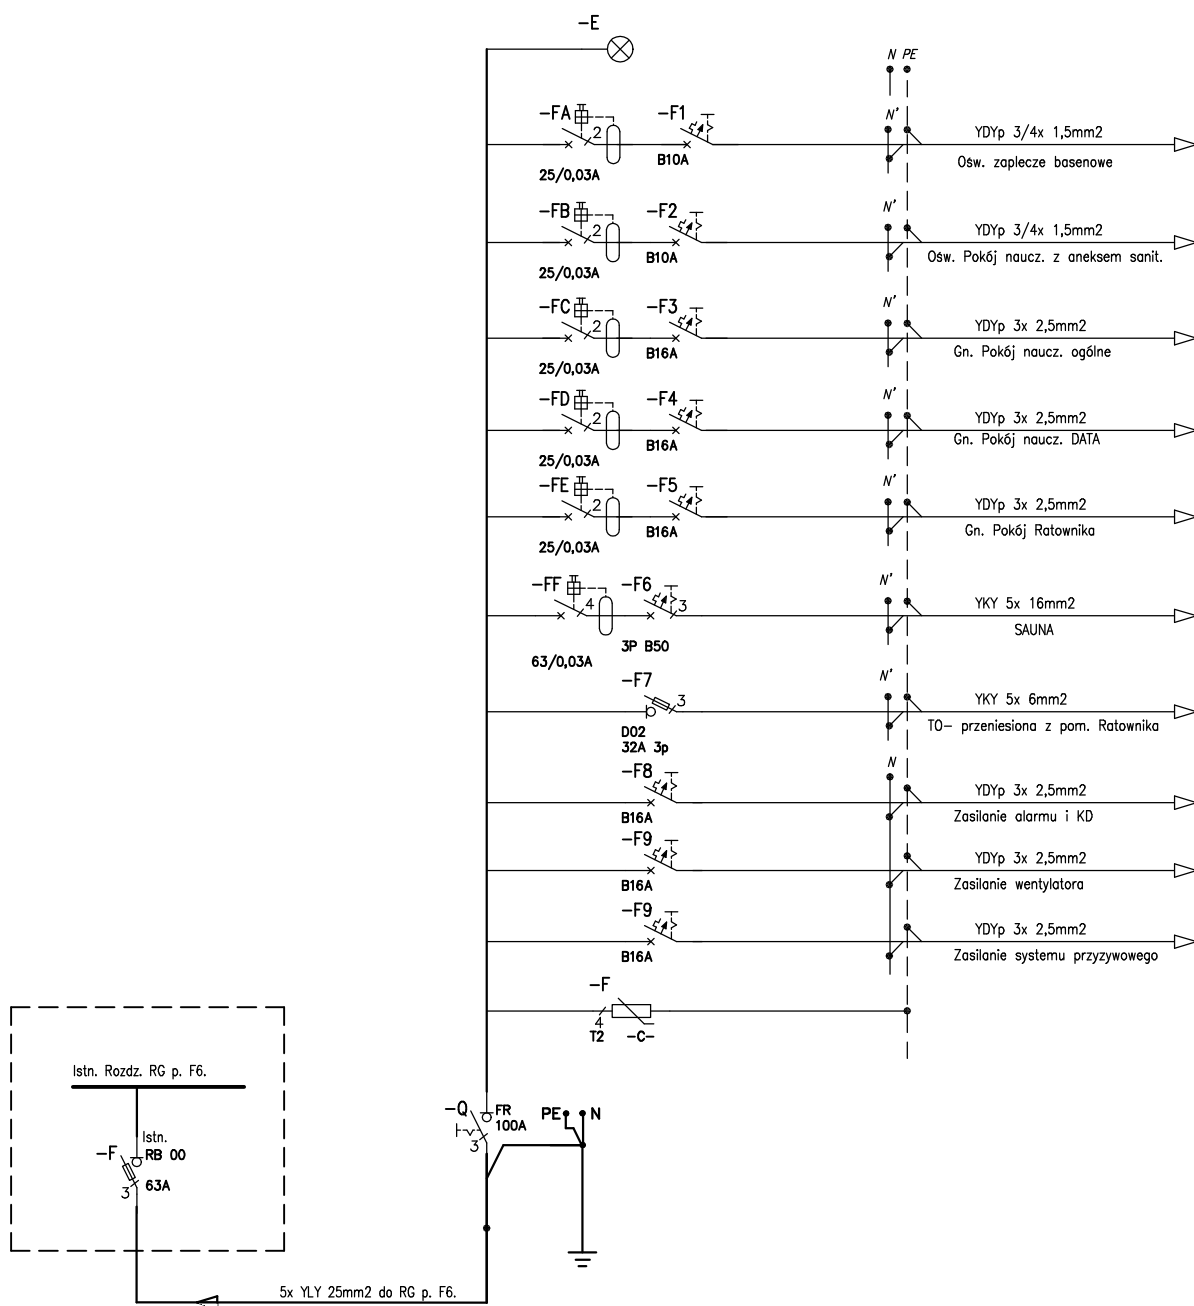 -E
N PE
-FA 2 25/0,03A -F1 B10A N' YDYp 3/4x 1,5mm2
Ośw. zaplecze basenowe
-FB 2 25/0,03A -F2 B10A N' YDYp 3/4x 1,5mm2
Ośw. Pokój naucz. z aneksem sanit.
-FC 2 25/0,03A -F3 B16A N' YDYp 3x 2,5mm2
Gn. Pokój naucz. ogólne
-FD 2 25/0,03A -F4 B16A N' YDYp 3x 2,5mm2
Gn. Pokój naucz. DATA
-FE 2 25/0,03A -F5 B16A N' YDYp 3x 2,5mm2
Gn. Pokój Ratownika
-FF 4 63/0,03A -F6 3 3P B50 N' YKY 5x 16mm2
SAUNA
-F7 3 N' YKY 5x 6mm2
D02
32A 3p
TO- przeniesiona z pom. Ratownika
-F8 B16A N YDYp 3x 2,5mm2
Zasilanie alarmu i KD
-F9 B16A YDYp 3x 2,5mm2
Zasilanie wentylatora
-F9 B16A YDYp 3x 2,5mm2
Zasilanie systemu przyzywowego
-F
4
T2 -C-
Istn. Rozdz. RG p. F6.
-Q FR
100A
3
PE N
Istn.
-F RB 00
3 63A
5x YLY 25mm2 do RG p. F6.